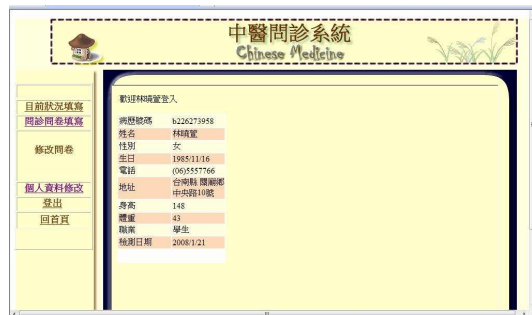 中醫問診系統
Chinese Medicine
目前狀況填寫
問診問卷填寫
修改問卷
個人資料修改
登出
回首頁
歡迎林曉萱登入
病歷號碼 b226273958
姓名 林曉萱
性別 女
生日 1985/11/16
電話 (06)5557766
地址 台南縣 關廟鄉
中央路10號
身高 148
體重 43
職業 學生
檢測日期 2008/1/21